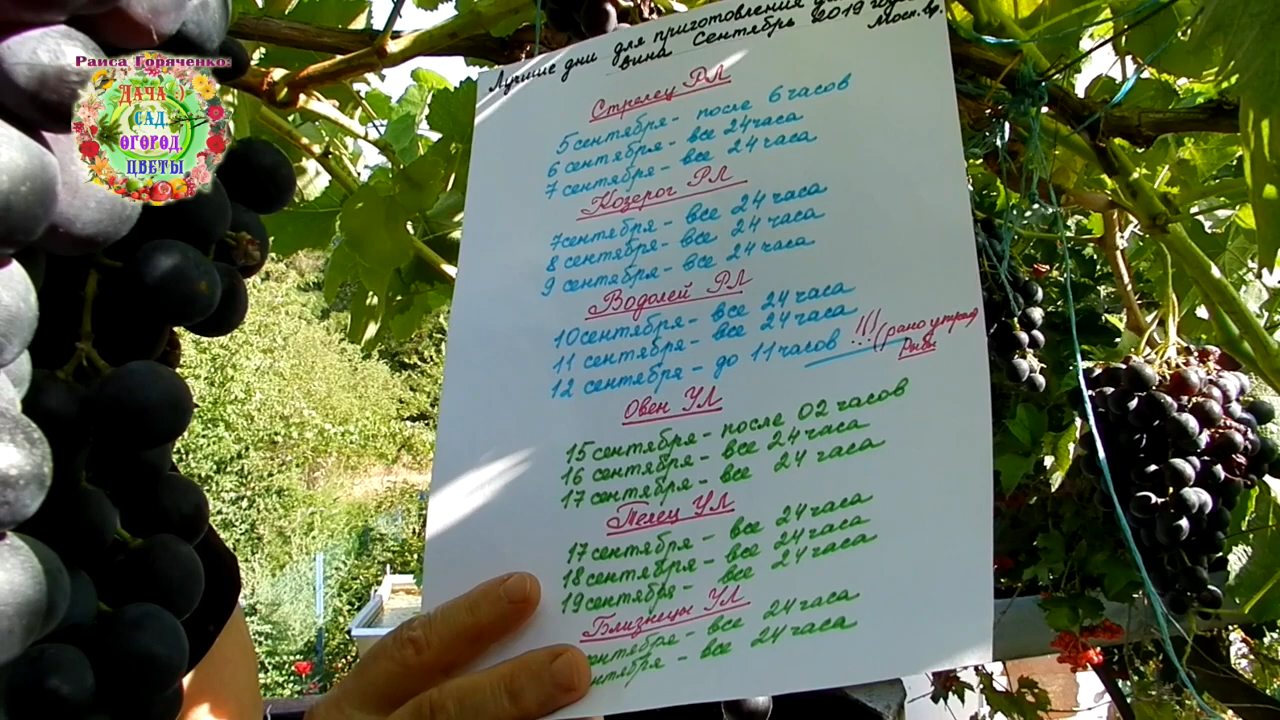 Раиса Горяченко:
Дача :)
САД
ОГОРОД.
ЦВЕТЫ
Лучшие дни для приготовления
вина Сентябрь 2019 года
Моск.вр.
Стрелец РЛ
5 сентября - после 6 часов
6 сентября - все 24 часа
7 сентября - все 24 часа
Козерог РЛ
7 сентября - все 24 часа
8 сентября - все 24 часа
9 сентября - все 24 часа
Водолей РЛ
10 сентября - все 24 часа
11 сентября - все 24 часа
12 сентября - до 11 часов !!! (рано утром
Рыбы
Овен УЛ
15 сентября - после 02 часов
16 сентября - все 24 часа
17 сентября - все 24 часа
Телец УЛ
17 сентября - все 24 часа
18 сентября - все 24 часа
19 сентября - все 24 часа
Близнецы УЛ
все 24 часа
все 24 часа